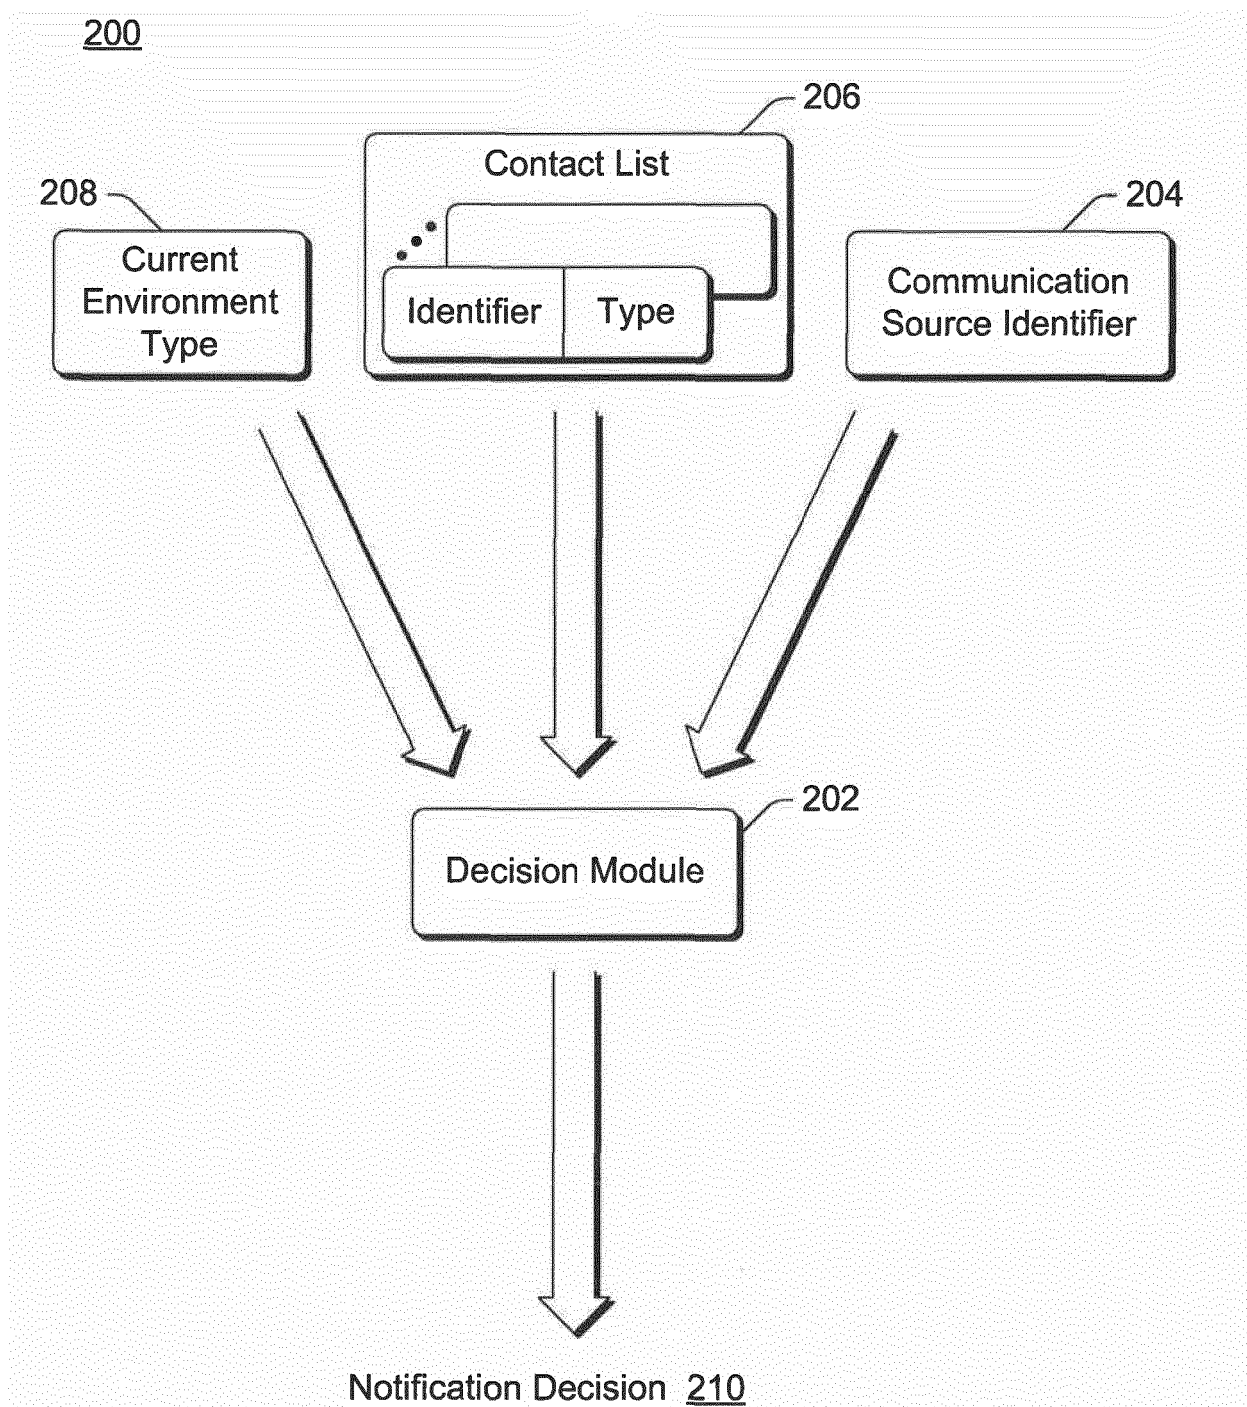 200
206
Contact List
208
204
Current
Environment
Type
Identifier
Type
Communication
Source Identifier
202
Decision Module
Notification Decision 210